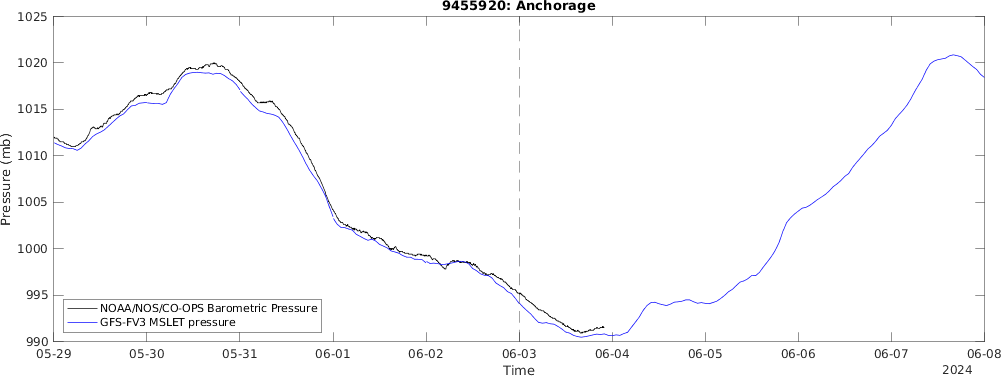 9455920: Anchorage
1025
1020
1015
1010
1005
1000
995
990
Pressure (mb)
NOAA/NOS/CO-OPS Barometric Pressure
GFS-FV3 MSLET pressure
05-29 05-30 05-31 06-01 06-02 06-03 06-04 06-05 06-06 06-07 06-08
Time
2024